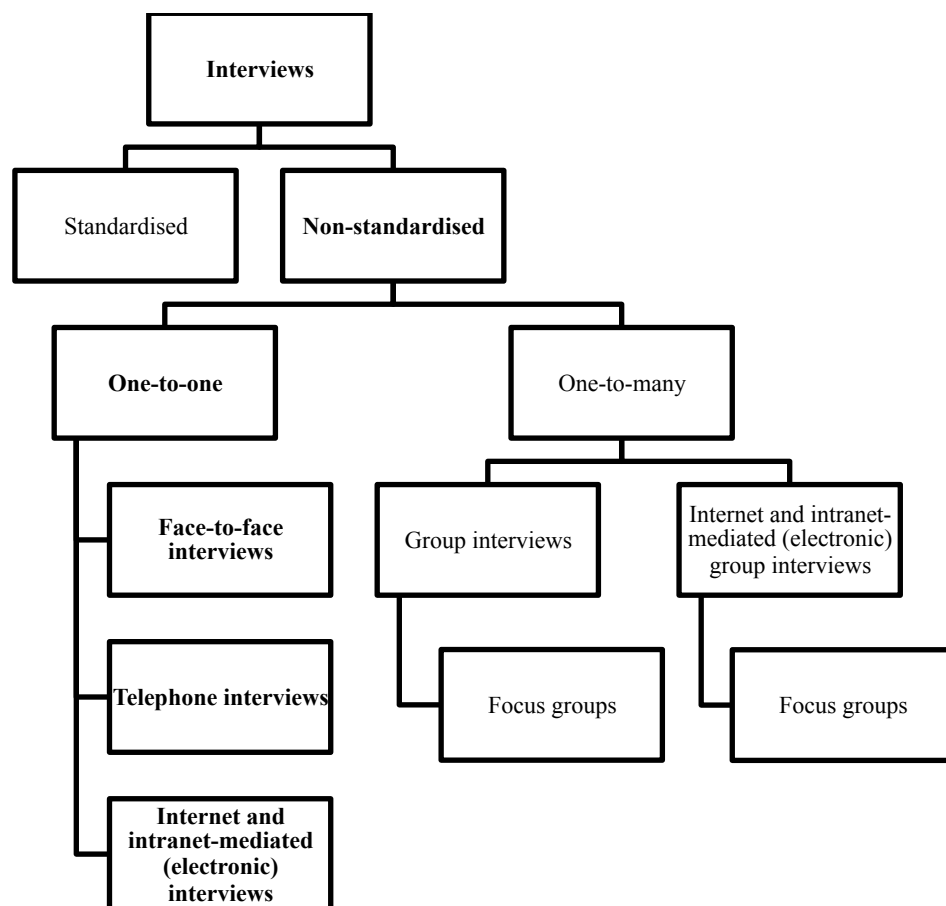 Interviews
Standardised
Non-standardised
One-to-one
One-to-many
Face-to-face
interviews
Group interviews
Internet and intranet-
mediated (electronic)
group interviews
Telephone interviews
Focus groups
Focus groups
Internet and
intranet-mediated
(electronic)
interviews